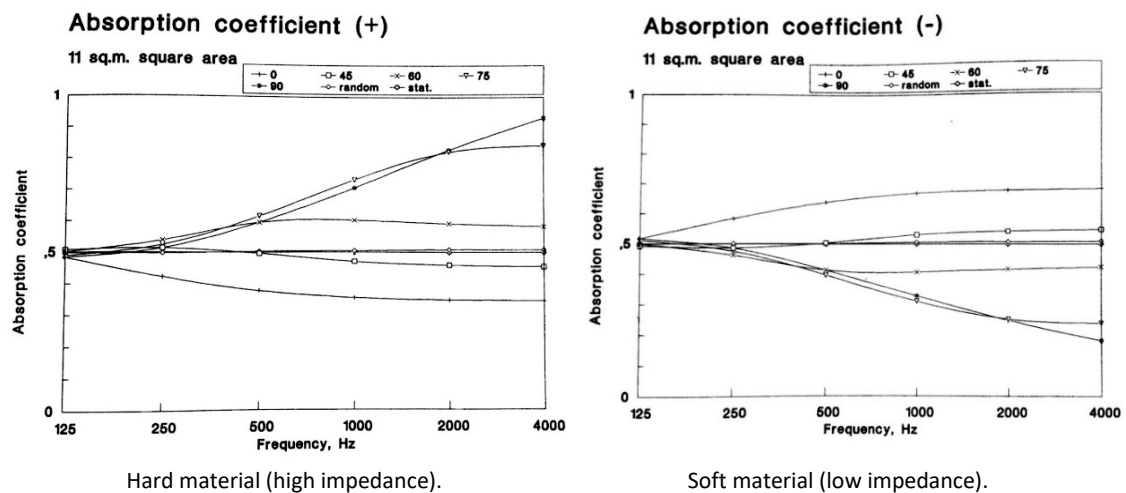 Absorption coefficient (+)
11 sq.m. square area
0 45 60 75
90 random stat.
1
.5
0
Absorption coefficient
125 250 500 1000 2000 4000
Frequency, Hz
Hard material (high impedance).
Absorption coefficient (-)
11 sq.m. square area
0 45 60 75
90 random stat.
1
.5
0
Absorption coefficient
125 250 500 1000 2000 4000
Frequency, Hz
Soft material (low impedance).